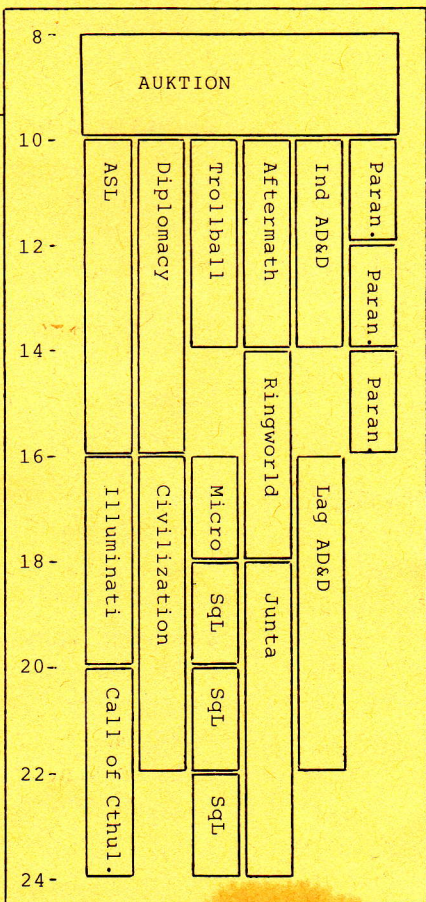 8-
AUKTION
10-
ASL
Diplomacy
Trollball
Aftermath
Ind AD&D
Paran.
12-
Paran.
14-
Ringworld
Paran.
16-
Illuminati
Civilization
Micro
Lag AD&D
18-
SqL
Junta
20-
Call of Cthul.
SqL
22-
SqL
24-